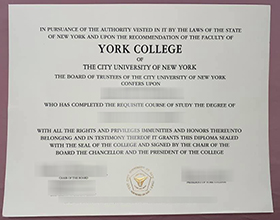 IN PURSUANCE OF THE AUTHORITY VESTED IN IT BY THE LAWS OF THE STATE
OF NEW YORK AND UPON THE RECOMMENDATION OF THE FACULTY OF
YORK COLLEGE
OF
THE CITY UNIVERSITY OF NEW YORK
THE BOARD OF TRUSTEES OF THE CITY UNIVERSITY OF NEW YORK
CONFERS UPON
WHO HAS COMPLETED THE REQUISITE COURSE OF STUDY THE DEGREE OF
WITH ALL THE RIGHTS AND PRIVILEGES IMMUNITIES AND HONORS THEREUNTO
BELONGING AND IN TESTIMONY THEREOF IT GRANTS THIS DIPLOMA SEALED
WITH THE SEAL OF THE COLLEGE AND SIGNED BY THE CHAIR OF THE
BOARD THE CHANCELLOR AND THE PRESIDENT OF THE COLLEGE
CHAIR OF THE BOARD